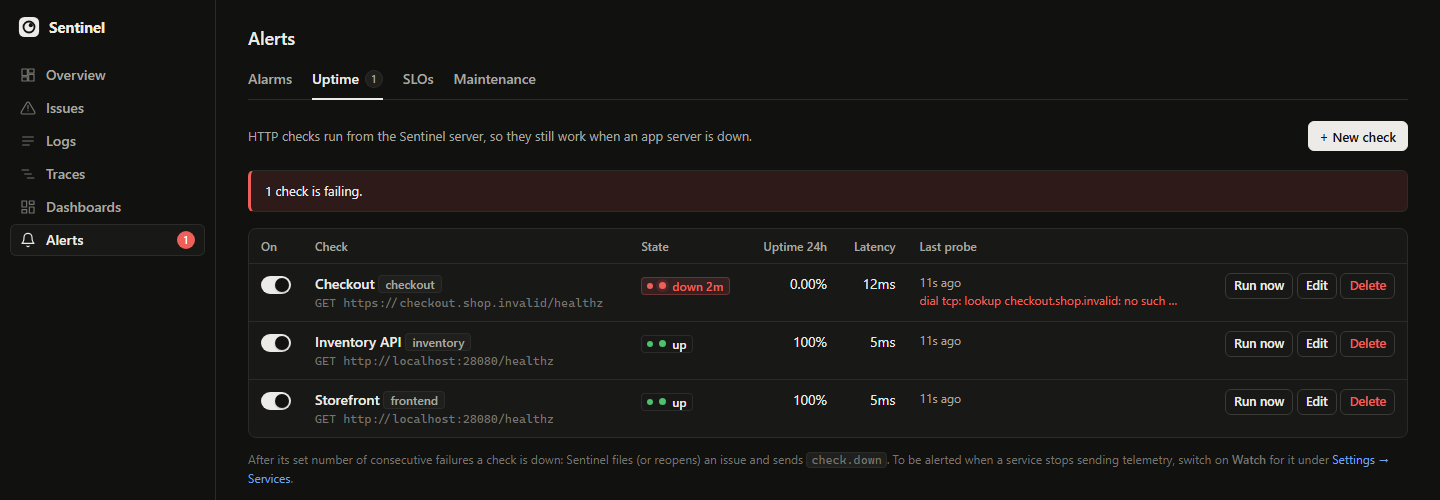 Sentinel
Overview
Issues
Logs
Traces
Dashboards
Alerts 1
Alerts
Alarms Uptime 1 SLOs Maintenance
HTTP checks run from the Sentinel server, so they still work when an app server is down.
+ New check
1 check is failing.
On Check State Uptime 24h Latency Last probe
Checkout checkout down 2m 0.00% 12ms 11s ago Run now Edit Delete
GET https://checkout.shop.invalid/healthz dial tcp: lookup checkout.shop.invalid: no such ...
Inventory API inventory up 100% 5ms 11s ago Run now Edit Delete
GET http://localhost:28080/healthz
Storefront frontend up 100% 5ms 11s ago Run now Edit Delete
GET http://localhost:28080/healthz
After its set number of consecutive failures a check is down: Sentinel files (or reopens) an issue and sends check.down. To be alerted when a service stops sending telemetry, switch on Watch for it under Settings →
Services.